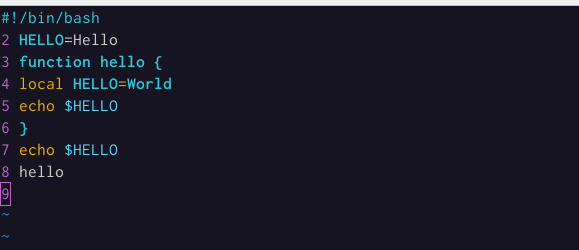 #!/bin/bash
2 HELLO=Hello
3 function hello {
4 local HELLO=World
5 echo $HELLO
6 }
7 echo $HELLO
8 hello
9
~
~